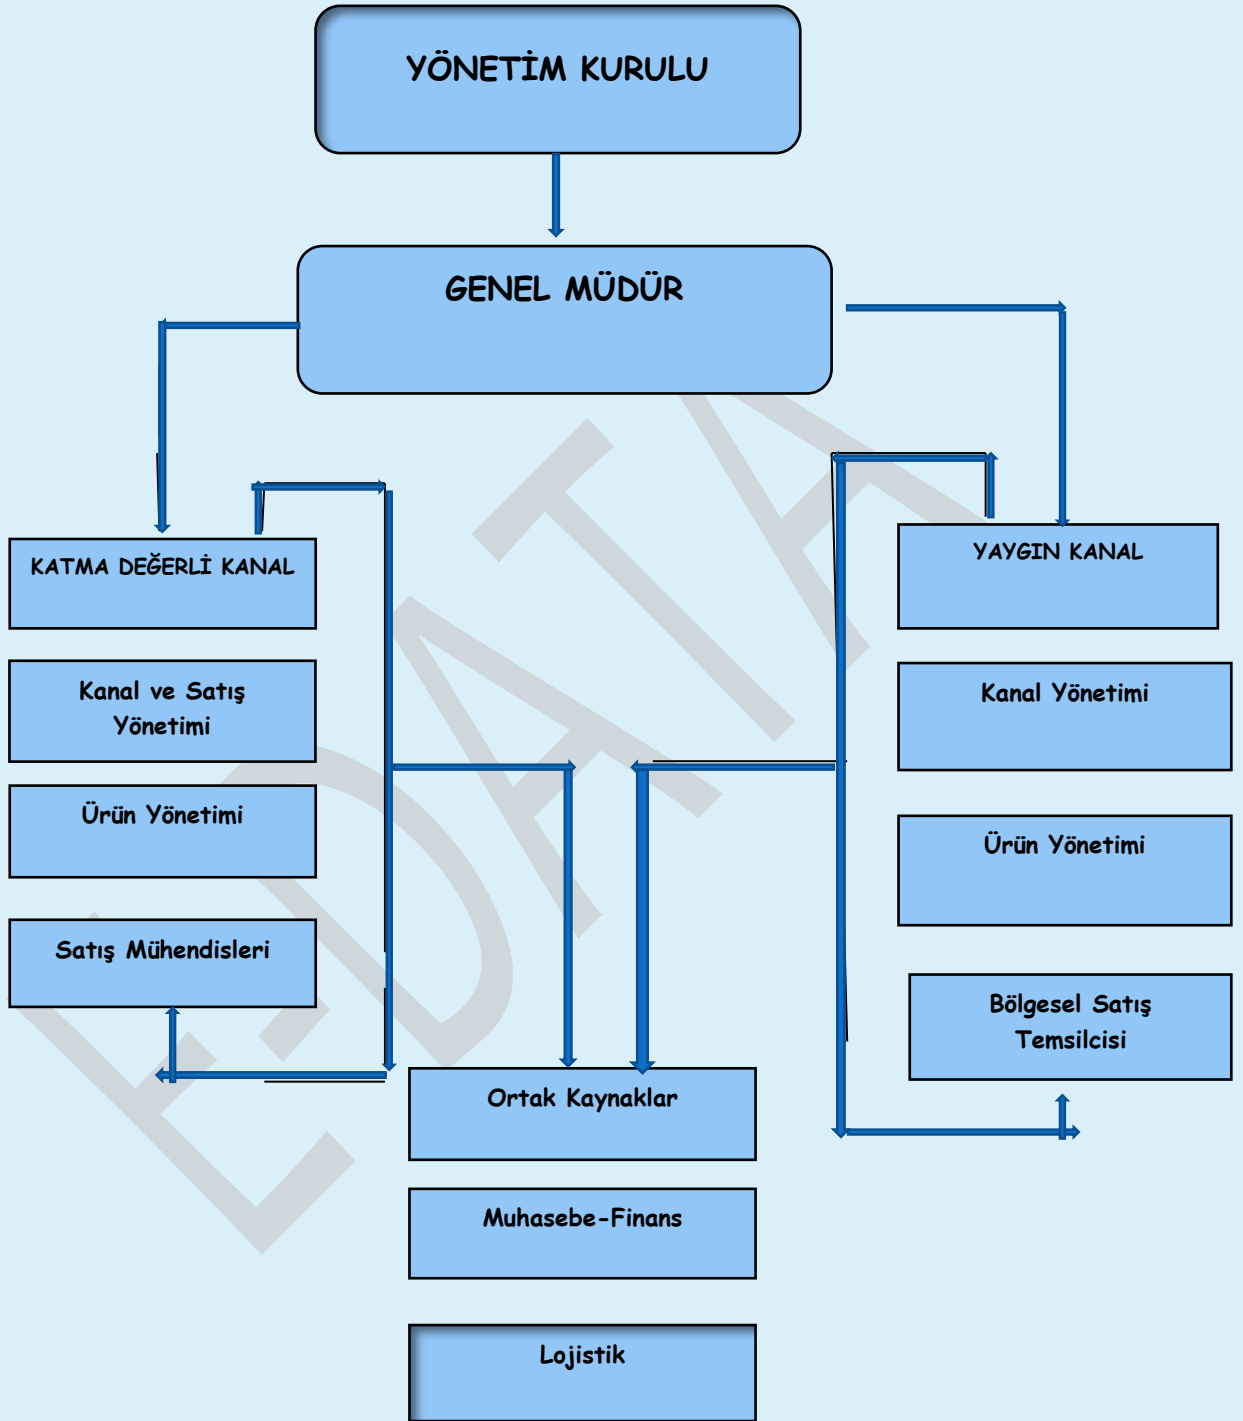 YÖNETİM KURULU
GENEL MÜDÜR
KATMA DEĞERLİ KANAL
Kanal ve Satış
Yönetimi
Ürün Yönetimi
Satış Mühendisleri
YAYGIN KANAL
Kanal Yönetimi
Ürün Yönetimi
Bölgesel Satış
Temsilcisi
Ortak Kaynaklar
Muhasebe-Finans
Lojistik
EDATA